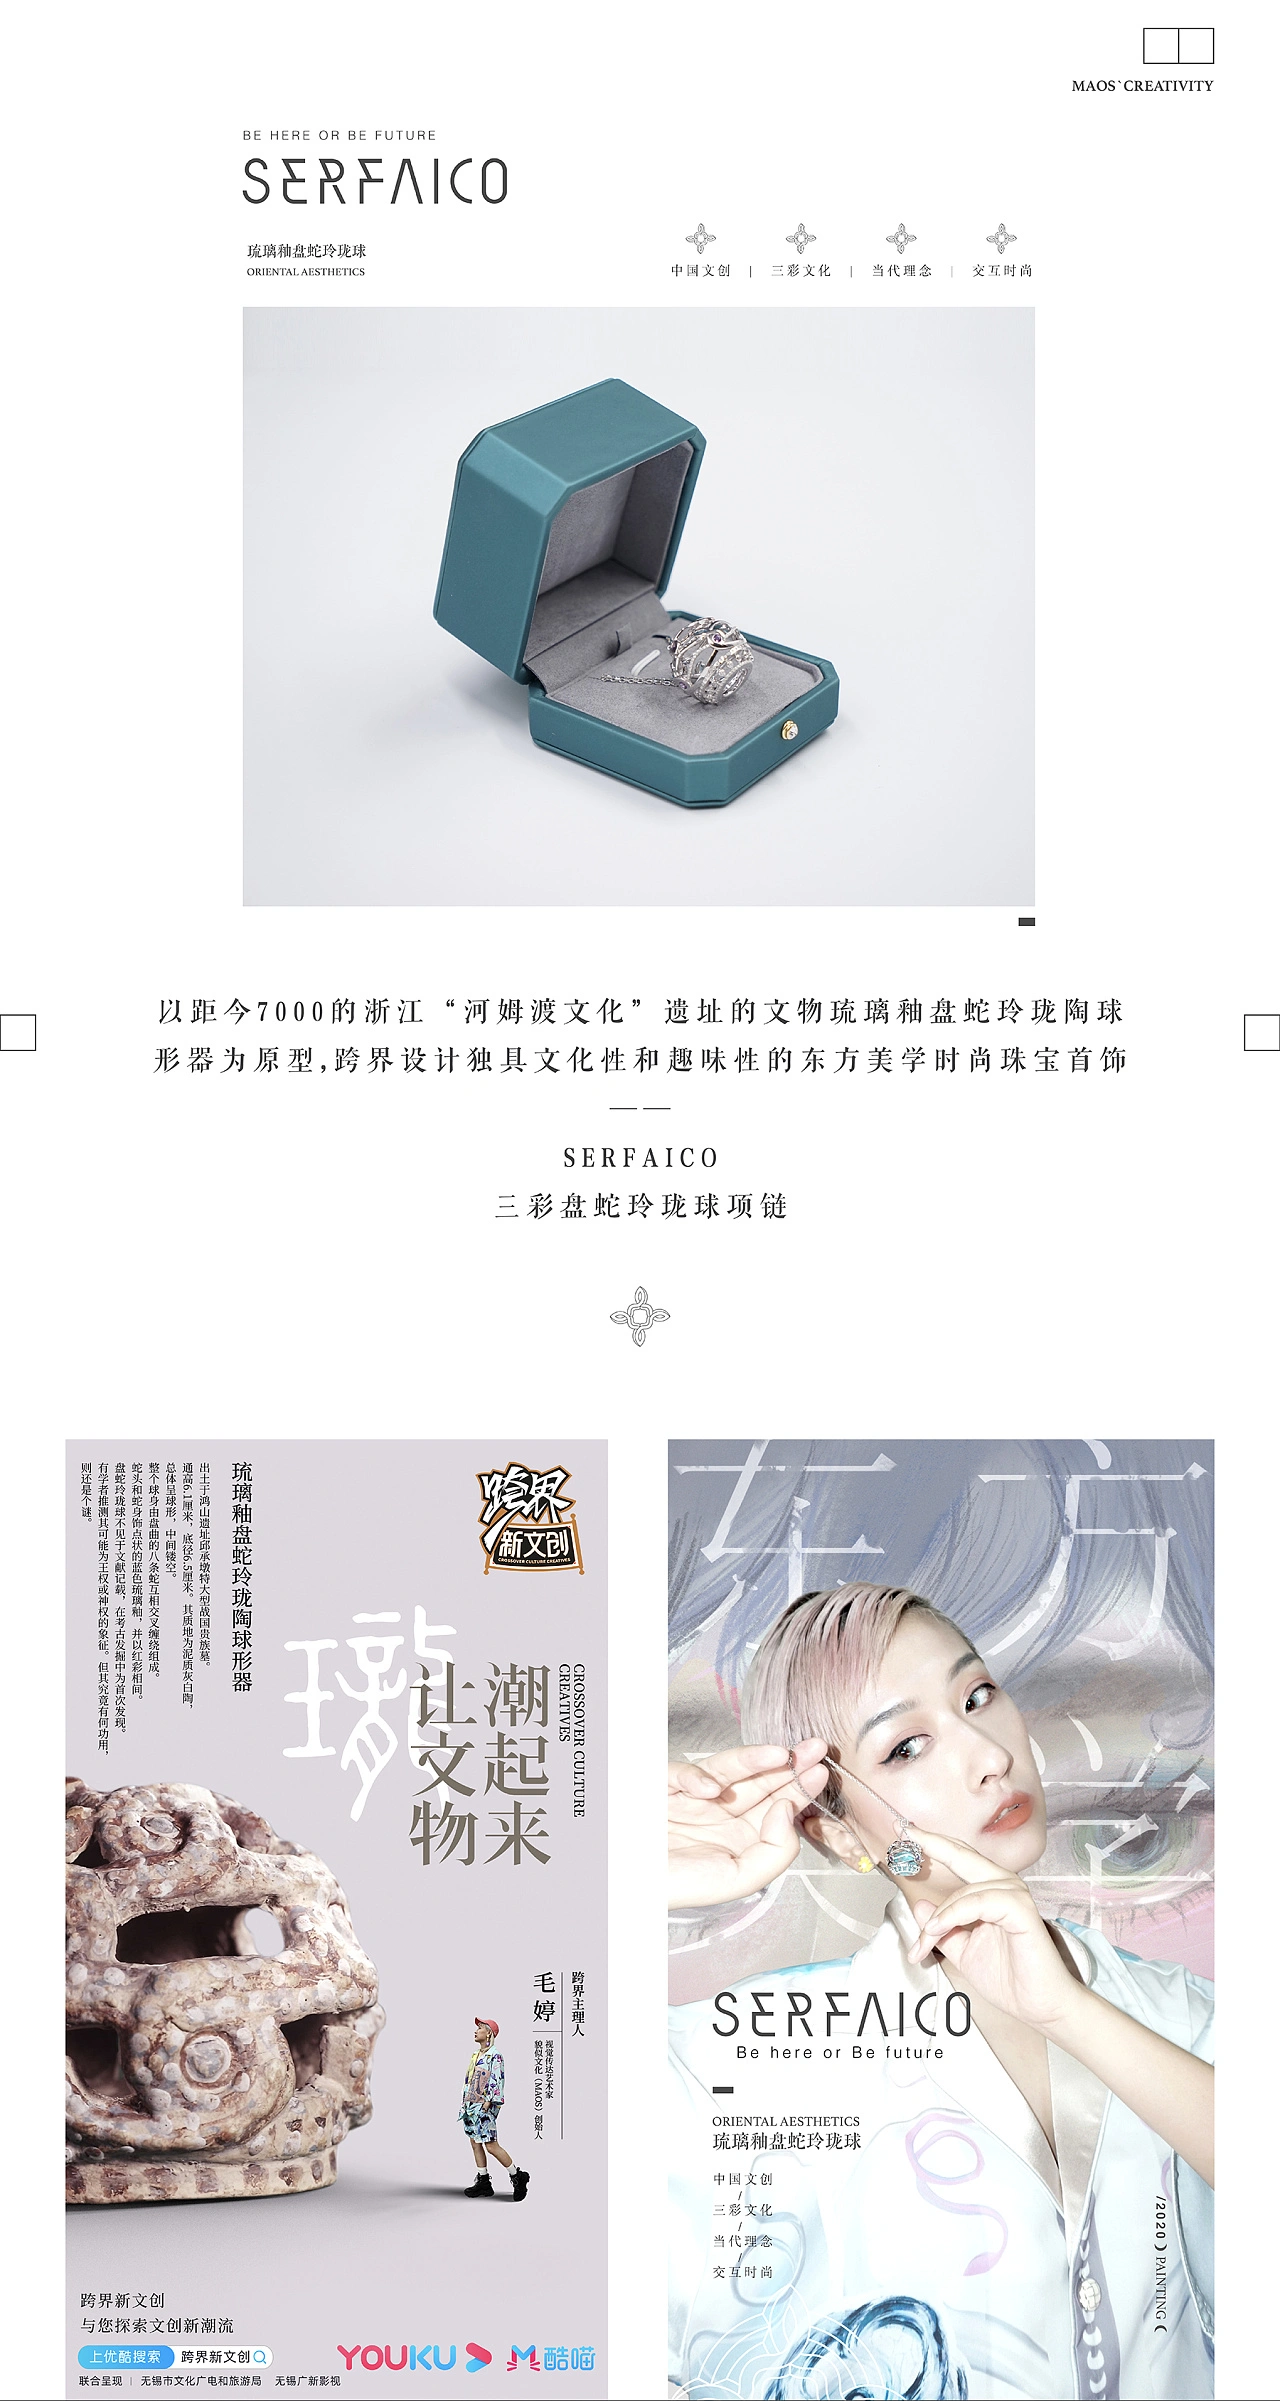 MAOS`CREATIVITY
BE HERE OR BE FUTURE
SERFAICO
琉璃釉盘蛇玲珑球
ORIENTAL AESTHETICS
中国文创 | 三彩文化 | 当代理念 | 交互时尚
以距今7000的浙江“河姆渡文化”遗址的文物琉璃釉盘蛇玲珑陶球
形器为原型,跨界设计独具文化性和趣味性的东方美学时尚珠宝首饰
——
SERFAICO
三彩盘蛇玲珑球项链
跨界
新文创
CROSSOVER CULTURE CREATIVES
琉璃釉盘蛇玲珑陶球形器
出土于鸿山遗址邱承墩特大型战国贵族墓。
通高6.1厘米，底径6.5厘米。其质地为泥质灰白陶，
总体呈球形，中间镂空。
整个球身由盘曲的八条蛇互相交叉缠绕组成。
蛇头和蛇身饰点状的蓝色琉璃釉，并以红彩相间。
盘蛇玲珑球不见于文献记载，在考古发掘中为首次发现。
有学者推测其可能为王权或神权的象征。但其究竟有何功用，
则还是个谜。
瓏
CROSSOVER CULTURE
CREATIVES
潮起来
让文物
跨界主理人
毛婷
视觉传达艺术家
貌似文化（MAOS）创始人
跨界新文创
与您探索文创新潮流
上优酷搜索 跨界新文创
YOUKU 酷喵
联合呈现 | 无锡市文化广电和旅游局 无锡广新影视
东方
美学
SERFAICO
Be here or Be future
ORIENTAL AESTHETICS
琉璃釉盘蛇玲珑球
中国文创
/
三彩文化
/
当代理念
/
交互时尚
/2020 ) PAINTING (